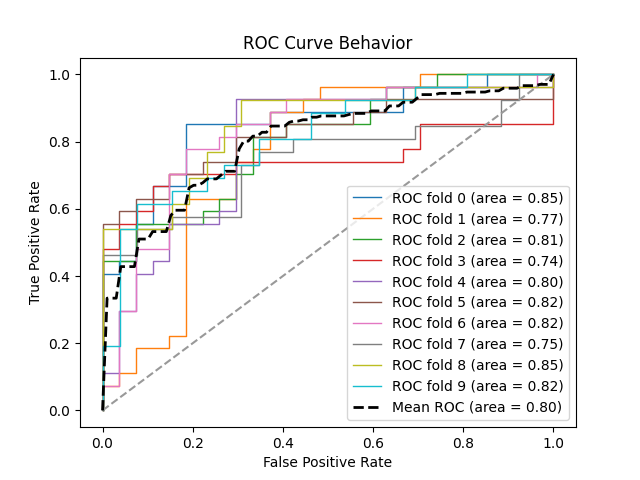 ROC Curve Behavior
True Positive Rate
1.0
0.8
0.6
0.4
0.2
0.0
ROC fold 0 (area = 0.85)
ROC fold 1 (area = 0.77)
ROC fold 2 (area = 0.81)
ROC fold 3 (area = 0.74)
ROC fold 4 (area = 0.80)
ROC fold 5 (area = 0.82)
ROC fold 6 (area = 0.82)
ROC fold 7 (area = 0.75)
ROC fold 8 (area = 0.85)
ROC fold 9 (area = 0.82)
Mean ROC (area = 0.80)
0.0 0.2 0.4 0.6 0.8 1.0
False Positive Rate